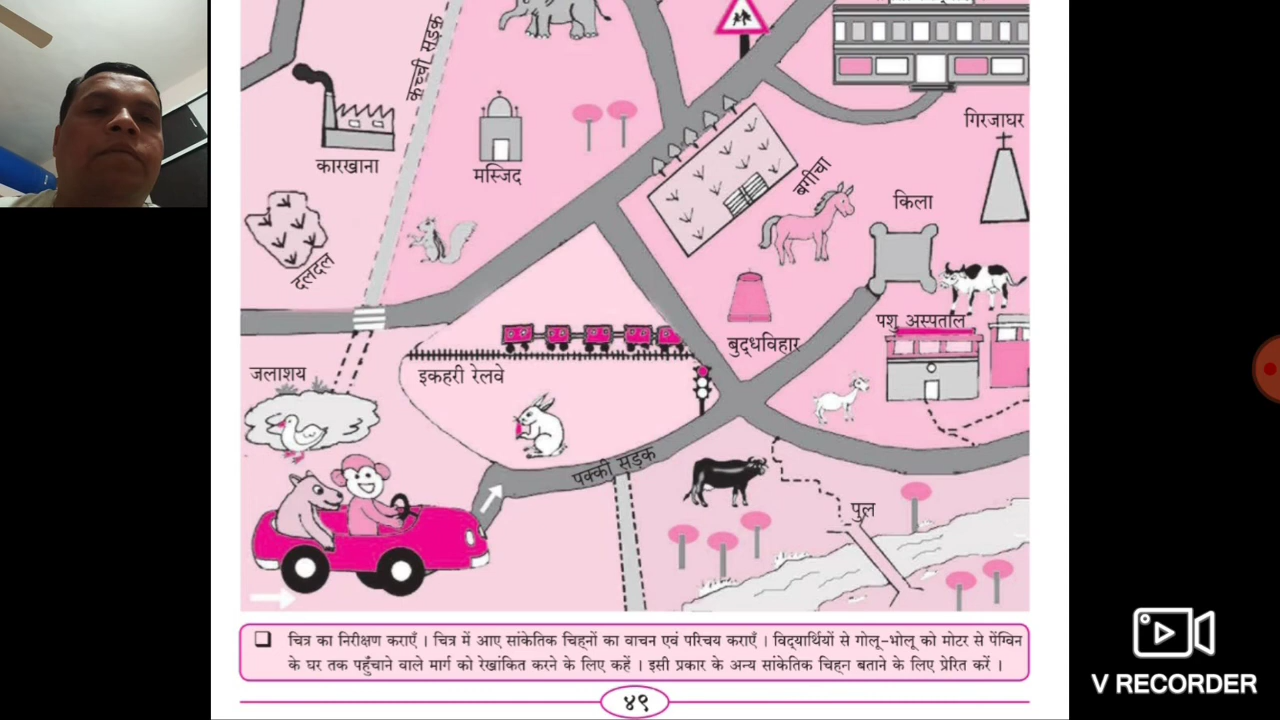 कच्ची सड़क
गिरजाघर
कारखाना
मस्जिद
बगीचा
किला
दलदल
पशु अस्पताल
बुद्धविहार
जलाशय
इकहरी रेलवे
पक्की सड़क
पुल
चित्र का निरीक्षण कराएँ । चित्र में आए सांकेतिक चिह्नों का वाचन एवं परिचय कराएँ । विद्यार्थियों से गोलू-भोलू को मोटर से पेंग्विन
के घर तक पहुँचाने वाले मार्ग को रेखांकित करने के लिए कहें । इसी प्रकार के अन्य सांकेतिक चिह्न बताने के लिए प्रेरित करें ।
४९
V RECORDER